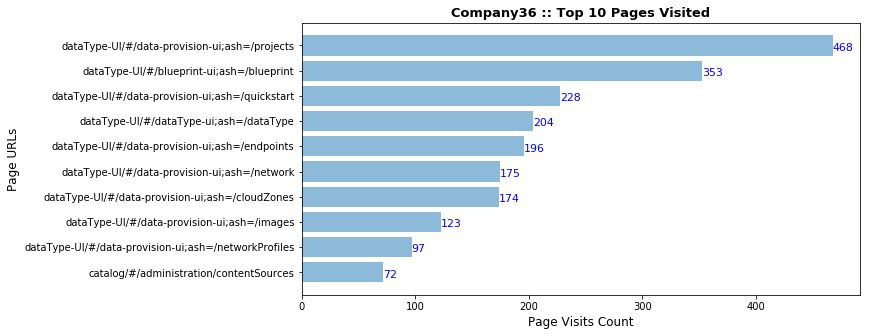 Company36 :: Top 10 Pages Visited
Page URLs
dataType-UI/#/data-provision-ui;ash=/projects 468
dataType-UI/#/blueprint-ui;ash=/blueprint 353
dataType-UI/#/data-provision-ui;ash=/quickstart 228
dataType-UI/#/dataType-ui;ash=/dataType 204
dataType-UI/#/data-provision-ui;ash=/endpoints 196
dataType-UI/#/data-provision-ui;ash=/network 175
dataType-UI/#/data-provision-ui;ash=/cloudZones 174
dataType-UI/#/data-provision-ui;ash=/images 123
dataType-UI/#/data-provision-ui;ash=/networkProfiles 97
catalog/#/administration/contentSources 72
0 100 200 300 400
Page Visits Count